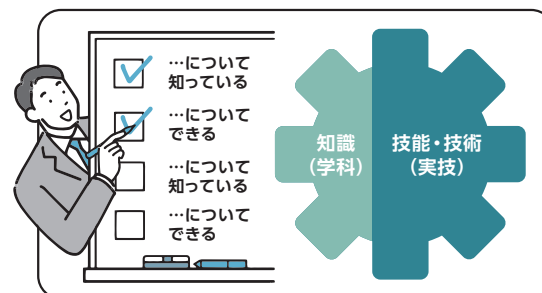 …について
知っている
…について
できる
…について
知っている
…について
できる
知識
(学科)
技能・技術
(実技)